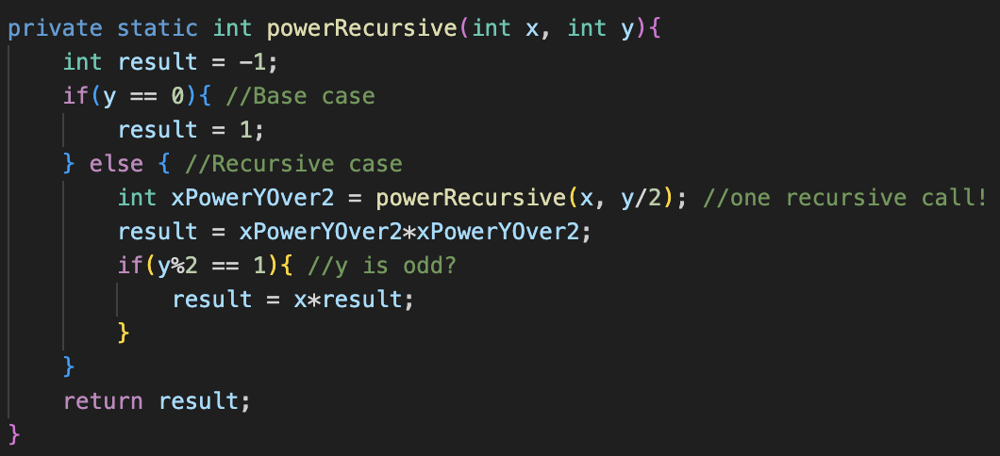 private static int powerRecursive(int x, int y){
    int result = -1;
    if(y == 0){ //Base case
        result = 1;
    } else { //Recursive case
        int xPowerYOver2 = powerRecursive(x, y/2); //one recursive call!
        result = xPowerYOver2*xPowerYOver2;
        if(y%2 == 1){ //y is odd?
            result = x*result;
        }
    }
    return result;
}